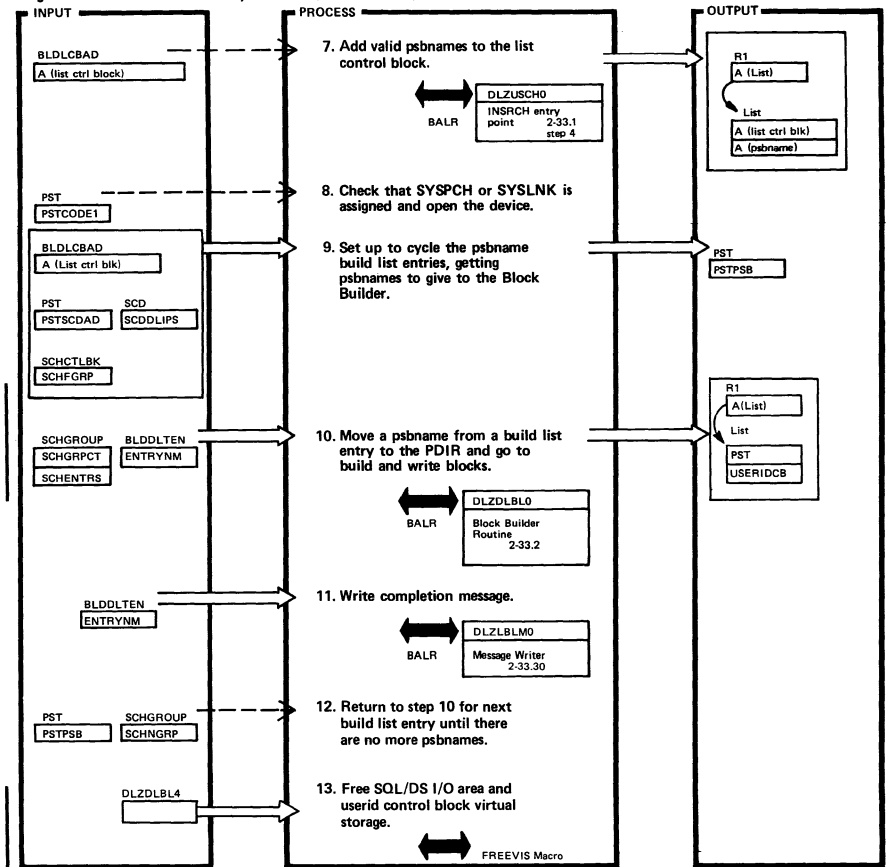 INPUT
PROCESS
OUTPUT
BLDLCBAD
A (list ctrl block)
7. Add valid psbnames to the list
control block.
BALR
DLZUSCH0
INSRCH entry
point 2-33.1
step 4
R1
A (List)
List
A (list ctrl blk)
A (psbname)
PST
PSTCODE1
8. Check that SYSPCH or SYSLNK is
assigned and open the device.
BLDLCBAD
A (List ctrl blk)
PST SCD
PSTSCDAD SCDDLIPS
SCHCTLBK
SCHFGRP
9. Set up to cycle the psbname
build list entries, getting
psbnames to give to the Block
Builder.
PST
PSTPSB
SCHGROUP BLDDLTEN
SCHGRPCT ENTRYNM
SCHENTRS
10. Move a psbname from a build list
entry to the PDIR and go to
build and write blocks.
BALR
DLZDLBL0
Block Builder
Routine
2-33.2
R1
A(List)
List
PST
USERIDCB
BLDDLTEN
ENTRYNM
11. Write completion message.
BALR
DLZLBLM0
Message Writer
2-33.30
PST SCHGROUP
PSTPSB SCHNGRP
12. Return to step 10 for next
build list entry until there
are no more psbnames.
DLZDLBL4
13. Free SQL/DS I/O area and
userid control block virtual
storage.
FREEVIS Macro